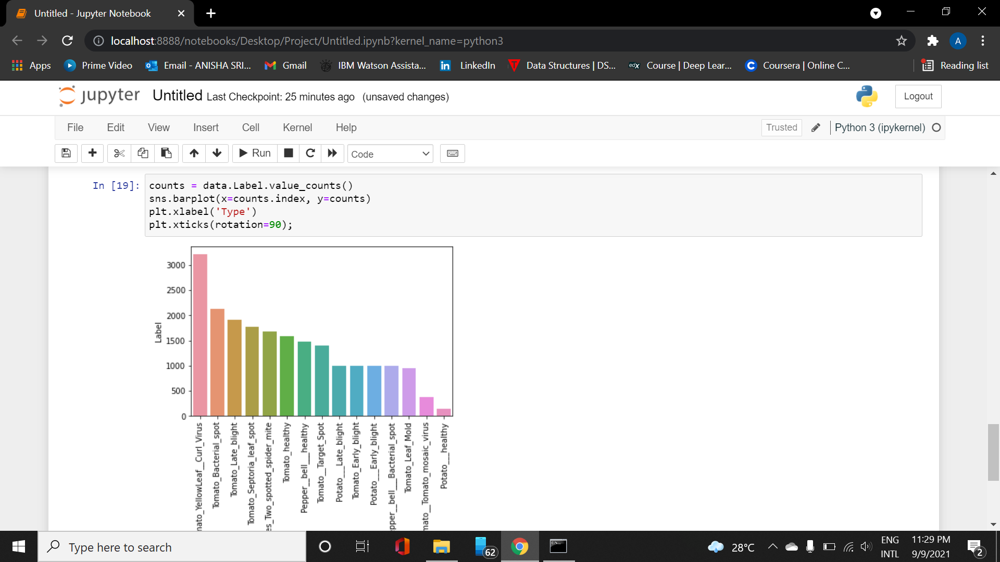 Untitled - Jupyter Notebook
localhost:8888/notebooks/Desktop/Project/Untitled.ipynb?kernel_name=python3
A
Apps Prime Video Email - ANISHA SRI... Gmail IBM Watson Assista... LinkedIn Data Structures | DS... edX Course | Deep Lear... Coursera | Online C... Reading list
jupyter Untitled Last Checkpoint: 25 minutes ago (unsaved changes) Logout
File Edit View Insert Cell Kernel Help Trusted Python 3 (ipykernel)
Run Code
In [19]:
counts = data.Label.value_counts()
sns.barplot(x=counts.index, y=counts)
plt.xlabel('Type')
plt.xticks(rotation=90);
3000
2500
2000
1500
1000
500
0
Label
mato_YellowLeaf__Curl_Virus
Tomato_Bacterial_spot
Tomato_Late_blight
Tomato_Septoria_leaf_spot
es_Two_spotted_spider_mite
Tomato_healthy
Pepper__bell___healthy
Tomato__Target_Spot
Potato___Late_blight
Tomato_Early_blight
Potato___Early_blight
epper__bell___Bacterial_spot
Tomato_Leaf_Mold
mato__Tomato_mosaic_virus
Potato___healthy
Type here to search
62
28°C
ENG
INTL
11:29 PM
9/9/2021
2